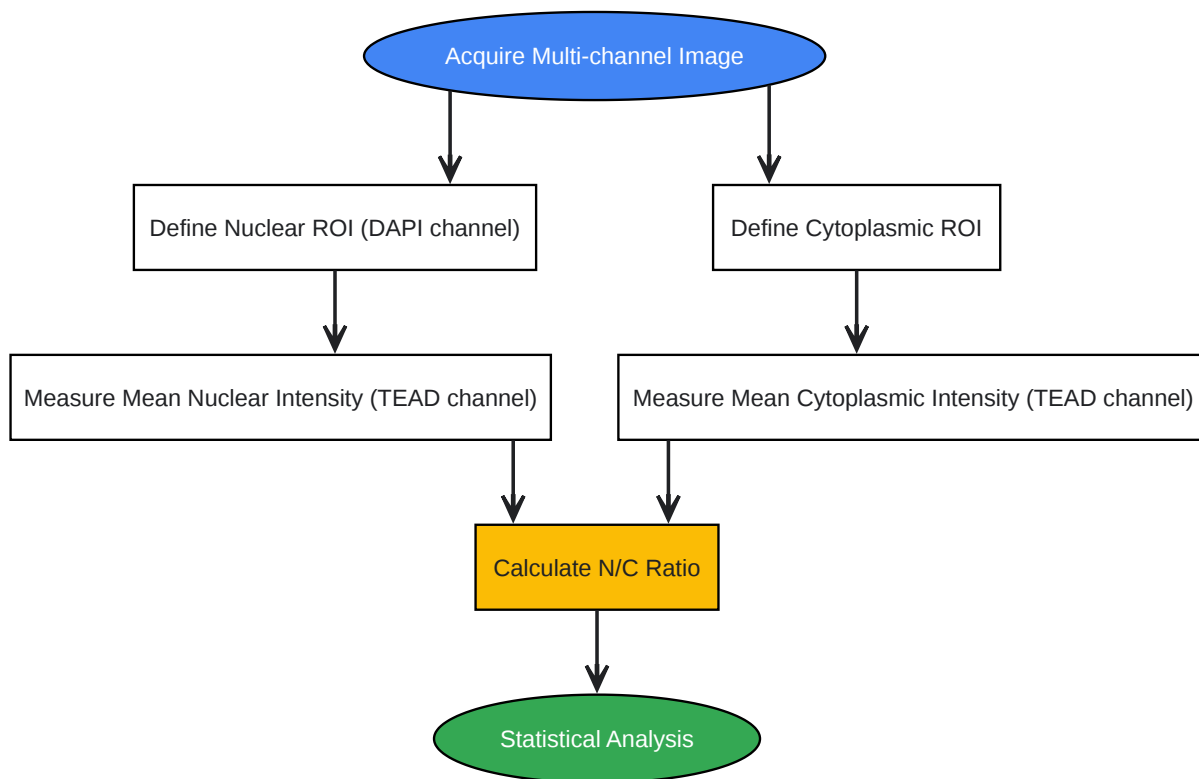 Acquire Multi-channel Image
Define Nuclear ROI (DAPI channel)
Define Cytoplasmic ROI
Measure Mean Nuclear Intensity (TEAD channel)
Measure Mean Cytoplasmic Intensity (TEAD channel)
Calculate N/C Ratio
Statistical Analysis